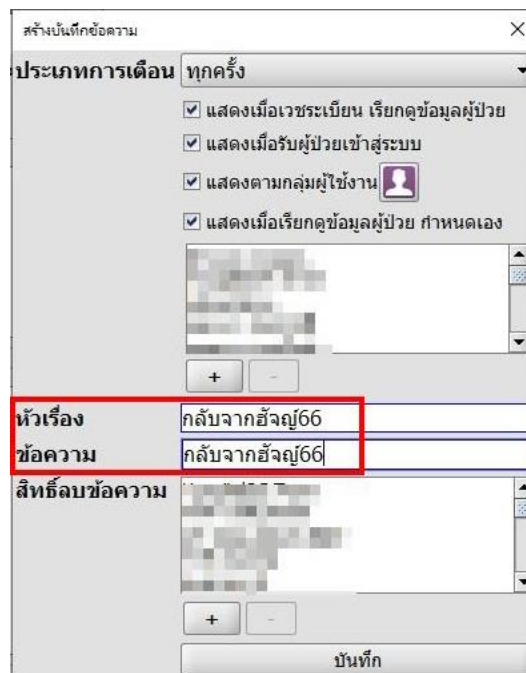 สร้างบันทึกข้อความ
ประเภทการเตือน ทุกครั้ง
แสดงเมื่อเวชระเบียน เรียกดูข้อมูลผู้ป่วย
แสดงเมื่อรับผู้ป่วยเข้าสู่ระบบ
แสดงตามกลุ่มผู้ใช้งาน
แสดงเมื่อเรียกดูข้อมูลผู้ป่วย กำหนดเอง
+ -
หัวเรื่อง กลับจากฮัจญ์66
ข้อความ กลับจากฮัจญ์66
สิทธิ์ลบข้อความ
+ -
บันทึก